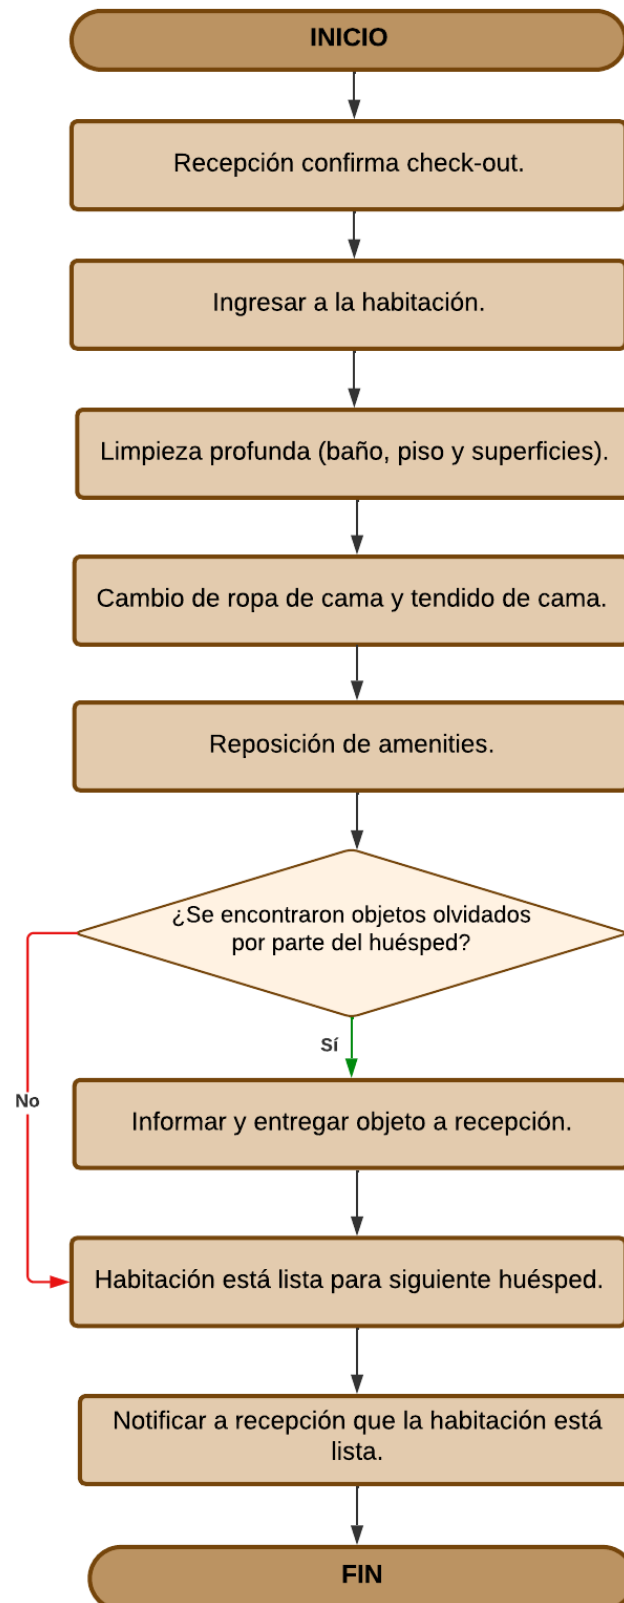 INICIO
Recepción confirma check-out.
Ingresar a la habitación.
Limpieza profunda (baño, piso y superficies).
Cambio de ropa de cama y tendido de cama.
Reposición de amenities.
¿Se encontraron objetos olvidados
por parte del huésped?
Sí
No
Informar y entregar objeto a recepción.
Habitación está lista para siguiente huésped.
Notificar a recepción que la habitación está
lista.
FIN